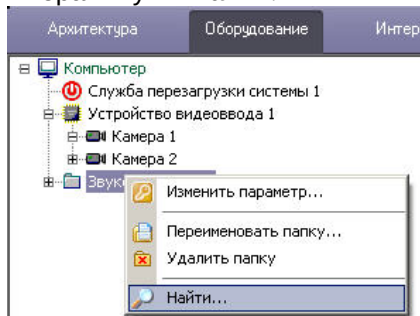 Архитектура Оборудование Интер
Компьютер
Служба перезагрузки системы 1
Устройство видеоввода 1
Камера 1
Камера 2
Звук
Изменить параметр...
Переименовать папку...
Удалить папку
Найти...